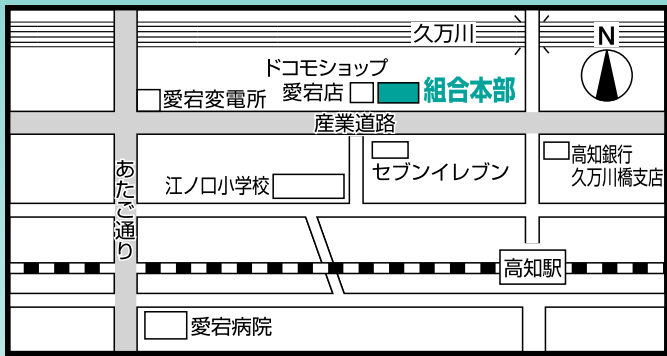 久万川
N
ドコモショップ
愛宕店
組合本部
愛宕変電所
産業道路
セブンイレブン
高知銀行
久万川橋支店
江ノ口小学校
あたご通り
高知駅
愛宕病院